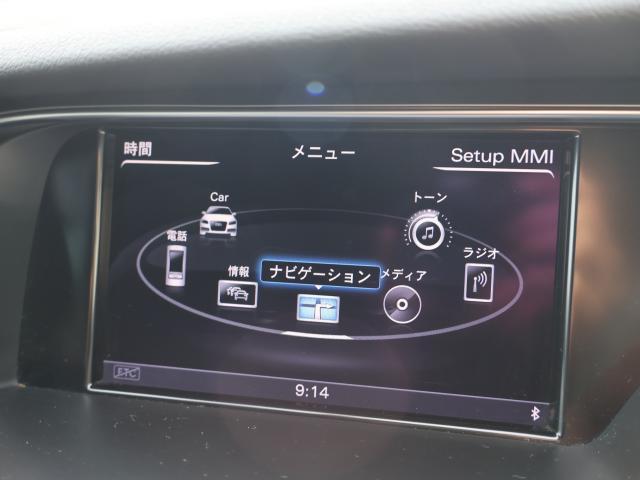 時間
メニュー
Setup MMI
Car
トーン
電話
ラジオ
情報
ナビゲーション
メディア
ETC
9:14